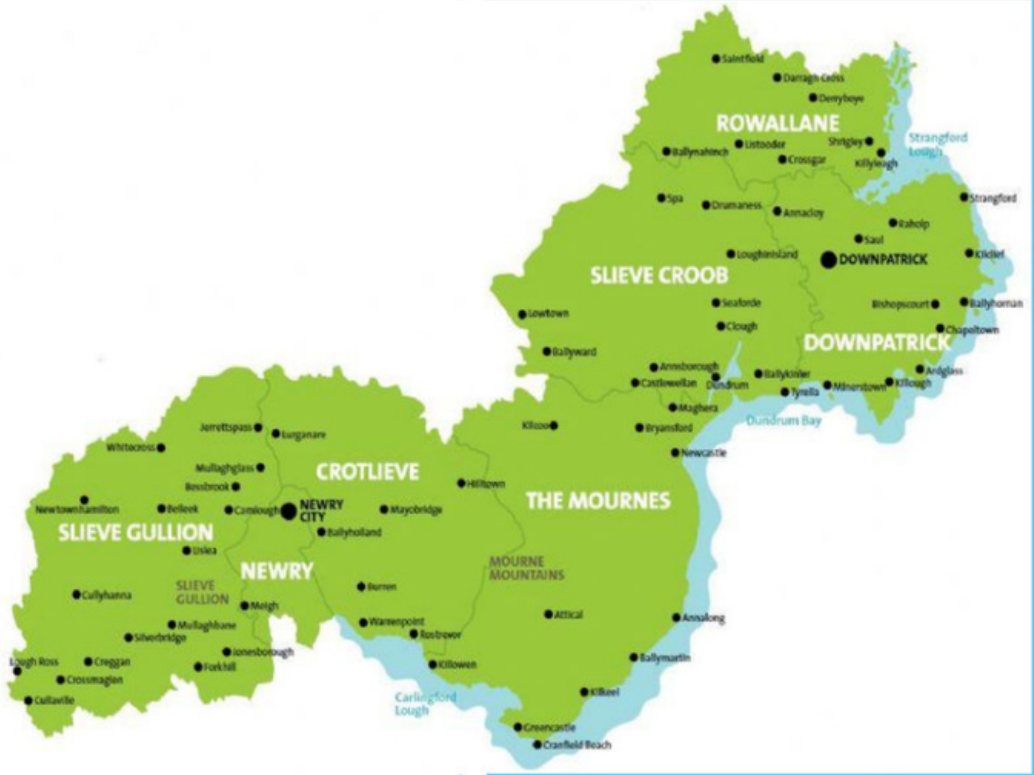 Saintfield
Darragh Cross
Derryboye
ROWALLANE
Strangford
Lough
Shrigley
Listooder
Ballynahinch
Crossgar
Killyleagh
Spa
Drumaness
Annacloy
Strangford
Raholp
Saul
Loughinisland
DOWNPATRICK
Kilclief
SLIEVE CROOB
Seaforde
Bishopscourt
Ballyhornan
Lowtown
Clough
Chapeltown
DOWNPATRICK
Ballyward
Annsborough
Ballykinler
Ardglass
Castlewellan
Dundrum
Tyrella
Minerstown
Killough
Maghera
Dundrum Bay
Kilcoo
Bryansford
Newcastle
Jerrettspass
Lurganare
Whitecross
Mullaghglass
CROTLIEVE
Bessbrook
Hilltown
THE MOURNES
Newtownhamilton
Belleek
Camlough
NEWRY
CITY
Mayobridge
SLIEVE GULLION
Ballyholland
Lislea
NEWRY
MOURNE
MOUNTAINS
SLIEVE
GULLION
Cullyhanna
Burren
Meigh
Attical
Annalong
Mullaghbane
Warrenpoint
Silverbridge
Rostrevor
Jonesborough
Ballymartin
Lough Ross
Creggan
Forkhill
Killowen
Crossmaglen
Kilkeel
Cullaville
Carlingford
Lough
Greencastle
Cranfield Beach